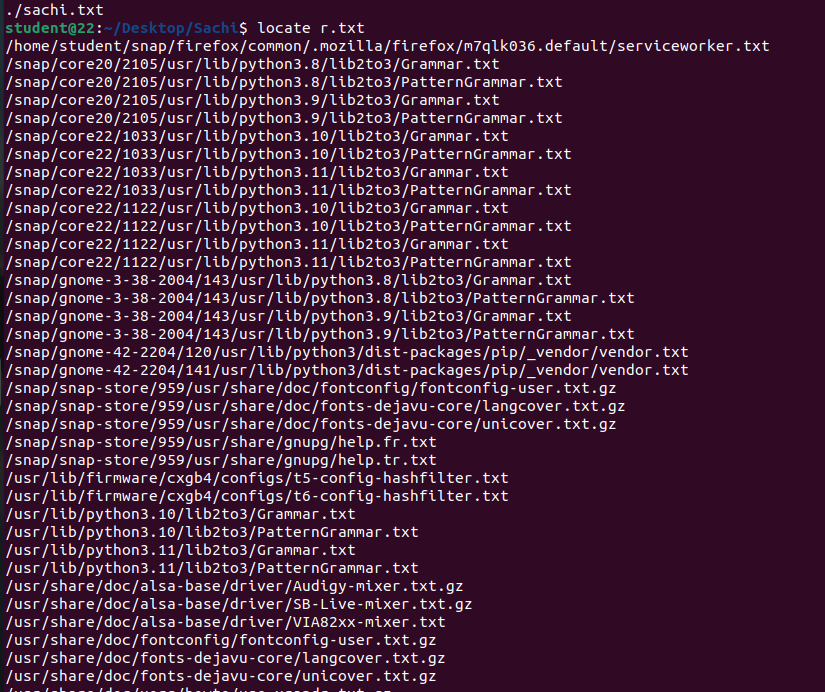 ./sachi.txt
student@22:~/Desktop/Sachi$ locate r.txt
/home/student/snap/firefox/common/.mozilla/firefox/m7qlk036.default/serviceworker.txt
/snap/core20/2105/usr/lib/python3.8/lib2to3/Grammar.txt
/snap/core20/2105/usr/lib/python3.8/lib2to3/PatternGrammar.txt
/snap/core20/2105/usr/lib/python3.9/lib2to3/Grammar.txt
/snap/core20/2105/usr/lib/python3.9/lib2to3/PatternGrammar.txt
/snap/core22/1033/usr/lib/python3.10/lib2to3/Grammar.txt
/snap/core22/1033/usr/lib/python3.10/lib2to3/PatternGrammar.txt
/snap/core22/1033/usr/lib/python3.11/lib2to3/Grammar.txt
/snap/core22/1033/usr/lib/python3.11/lib2to3/PatternGrammar.txt
/snap/core22/1122/usr/lib/python3.10/lib2to3/Grammar.txt
/snap/core22/1122/usr/lib/python3.10/lib2to3/PatternGrammar.txt
/snap/core22/1122/usr/lib/python3.11/lib2to3/Grammar.txt
/snap/core22/1122/usr/lib/python3.11/lib2to3/PatternGrammar.txt
/snap/gnome-3-38-2004/143/usr/lib/python3.8/lib2to3/Grammar.txt
/snap/gnome-3-38-2004/143/usr/lib/python3.8/lib2to3/PatternGrammar.txt
/snap/gnome-3-38-2004/143/usr/lib/python3.9/lib2to3/Grammar.txt
/snap/gnome-3-38-2004/143/usr/lib/python3.9/lib2to3/PatternGrammar.txt
/snap/gnome-42-2204/120/usr/lib/python3/dist-packages/pip/_vendor/vendor.txt
/snap/gnome-42-2204/141/usr/lib/python3/dist-packages/pip/_vendor/vendor.txt
/snap/snap-store/959/usr/share/doc/fontconfig/fontconfig-user.txt.gz
/snap/snap-store/959/usr/share/doc/fonts-dejavu-core/langcover.txt.gz
/snap/snap-store/959/usr/share/doc/fonts-dejavu-core/unicover.txt.gz
/snap/snap-store/959/usr/share/gnupg/help.fr.txt
/snap/snap-store/959/usr/share/gnupg/help.tr.txt
/usr/lib/firmware/cxgb4/configs/t5-config-hashfilter.txt
/usr/lib/firmware/cxgb4/configs/t6-config-hashfilter.txt
/usr/lib/python3.10/lib2to3/Grammar.txt
/usr/lib/python3.10/lib2to3/PatternGrammar.txt
/usr/lib/python3.11/lib2to3/Grammar.txt
/usr/lib/python3.11/lib2to3/PatternGrammar.txt
/usr/share/doc/alsa-base/driver/Audigy-mixer.txt.gz
/usr/share/doc/alsa-base/driver/SB-Live-mixer.txt.gz
/usr/share/doc/alsa-base/driver/VIA82xx-mixer.txt
/usr/share/doc/fontconfig/fontconfig-user.txt.gz
/usr/share/doc/fonts-dejavu-core/langcover.txt.gz
/usr/share/doc/fonts-dejavu-core/unicover.txt.gz